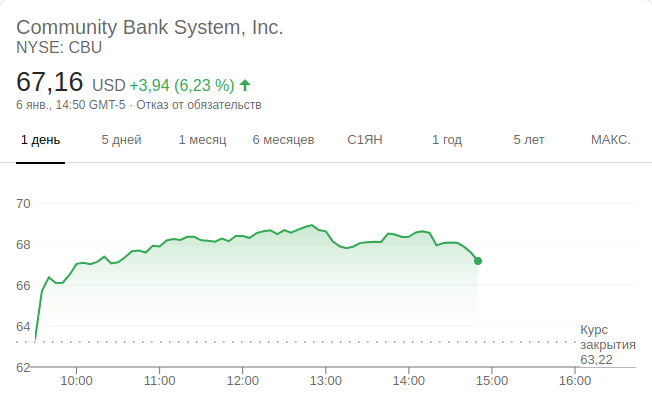 Community Bank System, Inc.
NYSE: CBU
67,16 USD +3,94 (6,23 %)
6 янв., 14:50 GMT-5 · Отказ от обязательств
1 день 5 дней 1 месяц 6 месяцев С1ЯН 1 год 5 лет МАКС.
70
68
66
64
62
Курс
закрытия
63,22
10:00 11:00 12:00 13:00 14:00 15:00 16:00